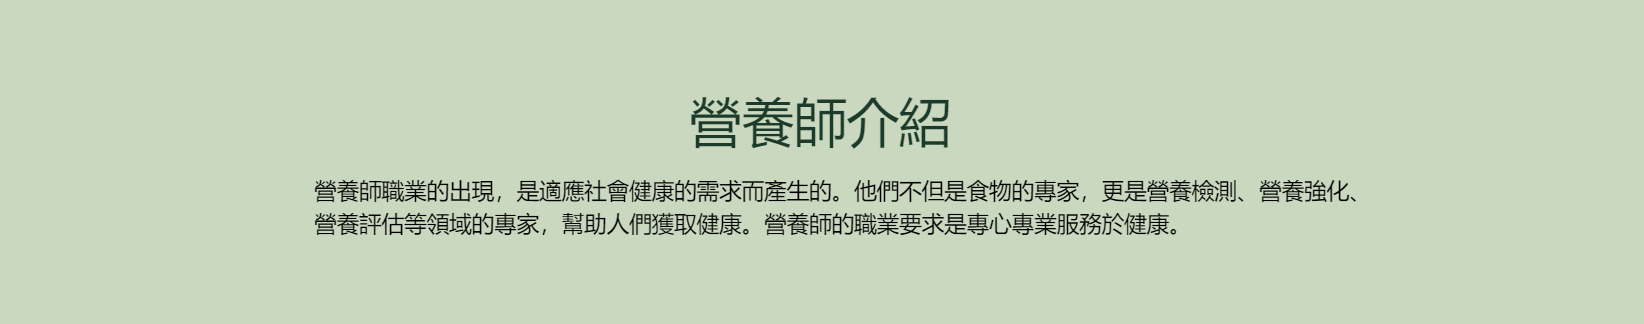 營養師介紹
營養師職業的出現，是適應社會健康的需求而產生的。他們不但是食物的專家，更是營養檢測、營養強化、
營養評估等領域的專家，幫助人們獲取健康。營養師的職業要求是專心專業服務於健康。